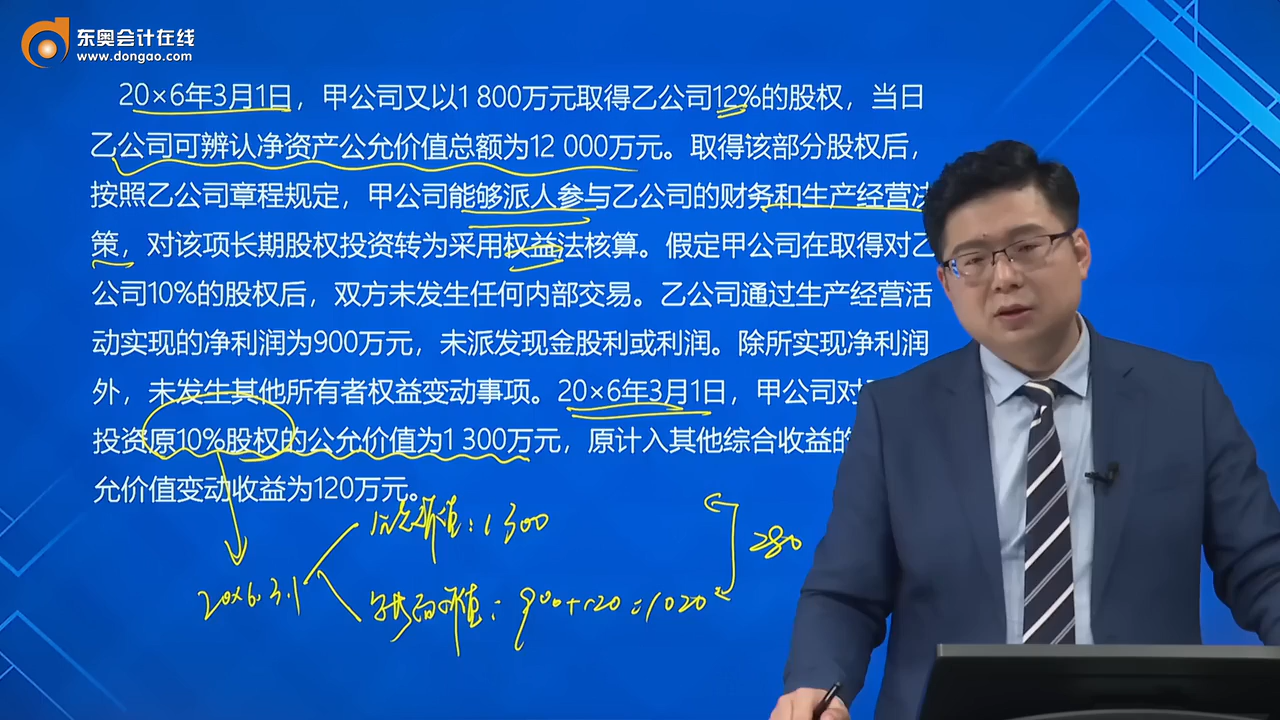 东奥会计在线
www.dongao.com
20×6年3月1日，甲公司又以1 800万元取得乙公司12%的股权，当日
乙公司可辨认净资产公允价值总额为12 000万元。取得该部分股权后，
按照乙公司章程规定，甲公司能够派人参与乙公司的财务和生产经营决
策，对该项长期股权投资转为采用权益法核算。假定甲公司在取得对乙
公司10%的股权后，双方未发生任何内部交易。乙公司通过生产经营活
动实现的净利润为900万元，未派发现金股利或利润。除所实现净利润
外，未发生其他所有者权益变动事项。20×6年3月1日，甲公司对
投资原10%股权的公允价值为1 300万元，原计入其他综合收益的
允价值变动收益为120万元。
公允价值：1300
280
20×6.3.1
账面价值：900+120=1020